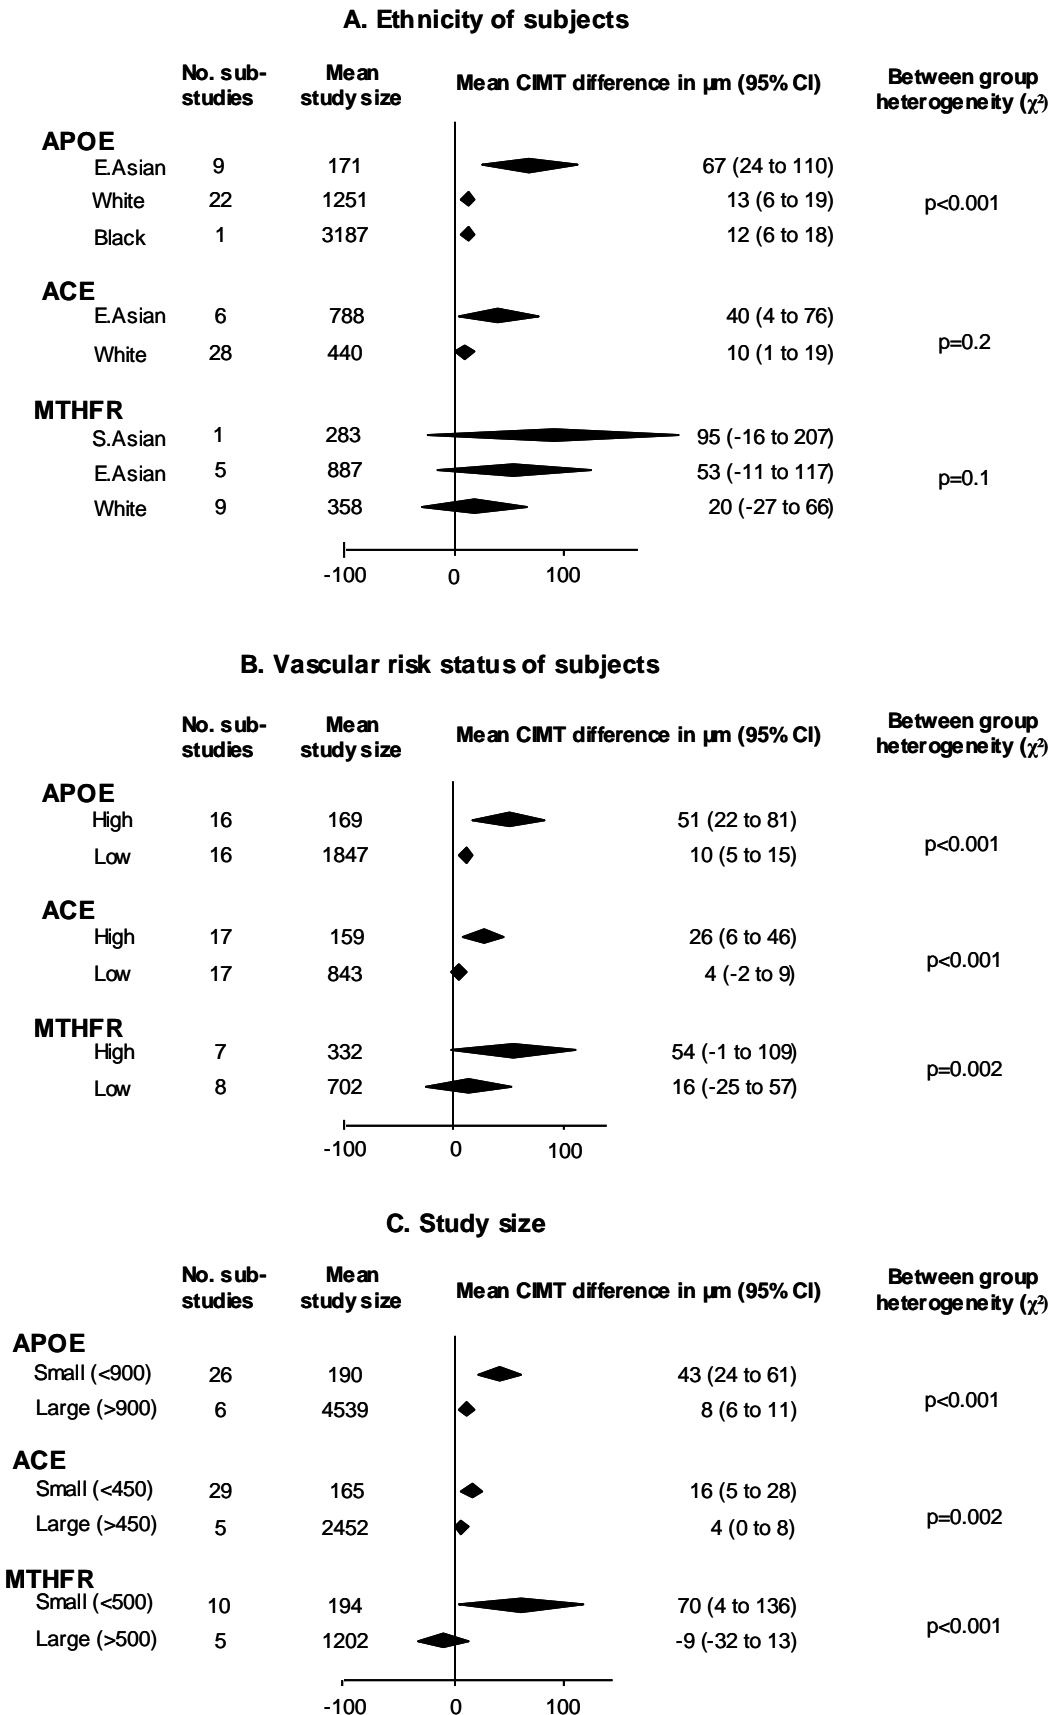 A. Ethnicity of subjects
No. sub- Mean Mean CIMT difference in µm (95% CI) Between group
studies study size heterogeneity (χ²)
APOE
E.Asian 9 171 67 (24 to 110)
White 22 1251 13 (6 to 19) p<0.001
Black 1 3187 12 (6 to 18)
ACE
E.Asian 6 788 40 (4 to 76)
p=0.2
White 28 440 10 (1 to 19)
MTHFR
S.Asian 1 283 95 (-16 to 207)
E.Asian 5 887 53 (-11 to 117) p=0.1
White 9 358 20 (-27 to 66)
-100 0 100
B. Vascular risk status of subjects
No. sub- Mean Mean CIMT difference in µm (95% CI) Between group
studies study size heterogeneity (χ²)
APOE
High 16 169 51 (22 to 81)
p<0.001
Low 16 1847 10 (5 to 15)
ACE
High 17 159 26 (6 to 46)
p<0.001
Low 17 843 4 (-2 to 9)
MTHFR
High 7 332 54 (-1 to 109)
p=0.002
Low 8 702 16 (-25 to 57)
-100 0 100
C. Study size
No. sub- Mean Mean CIMT difference in µm (95% CI) Between group
studies study size heterogeneity (χ²)
APOE
Small (<900) 26 190 43 (24 to 61)
p<0.001
Large (>900) 6 4539 8 (6 to 11)
ACE
Small (<450) 29 165 16 (5 to 28)
p=0.002
Large (>450) 5 2452 4 (0 to 8)
MTHFR
Small (<500) 10 194 70 (4 to 136)
p<0.001
Large (>500) 5 1202 -9 (-32 to 13)
-100 0 100